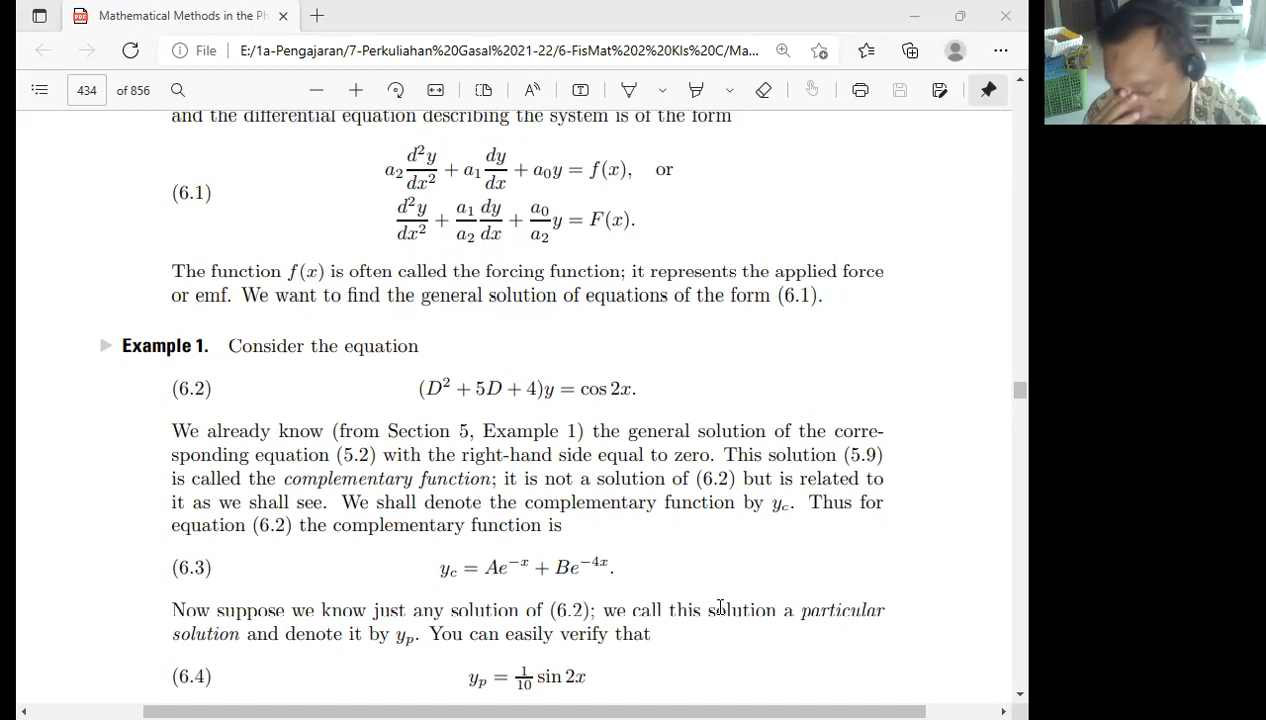 Mathematical Methods in the Ph
File E:/1a-Pengajaran/7-Perkuliahan%20Gasal%2021-22/6-FisMat%202%20Kls%20C/Ma...
434 of 856
and the differential equation describing the system is of the form
(6.1) a₂ d²y/dx² + a₁ dy/dx + a₀y = f(x), or
d²y/dx² + a₁/a₂ dy/dx + a₀/a₂ y = F(x).
The function f(x) is often called the forcing function; it represents the applied force
or emf. We want to find the general solution of equations of the form (6.1).
Example 1. Consider the equation
(6.2) (D² + 5D + 4)y = cos 2x.
We already know (from Section 5, Example 1) the general solution of the corre-
sponding equation (5.2) with the right-hand side equal to zero. This solution (5.9)
is called the complementary function; it is not a solution of (6.2) but is related to
it as we shall see. We shall denote the complementary function by y_c. Thus for
equation (6.2) the complementary function is
(6.3) y_c = Ae⁻ˣ + Be⁻⁴ˣ.
Now suppose we know just any solution of (6.2); we call this solution a particular
solution and denote it by y_p. You can easily verify that
(6.4) y_p = 1/10 sin 2x